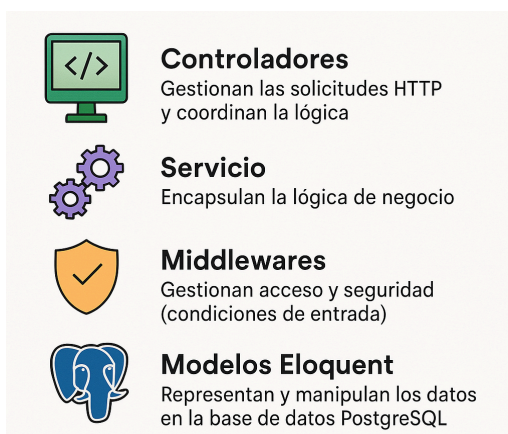 </>
Controladores
Gestionan las solicitudes HTTP
y coordinan la lógica
Servicio
Encapsulan la lógica de negocio
Middlewares
Gestionan acceso y seguridad
(condiciones de entrada)
Modelos Eloquent
Representan y manipulan los datos
en la base de datos PostgreSQL